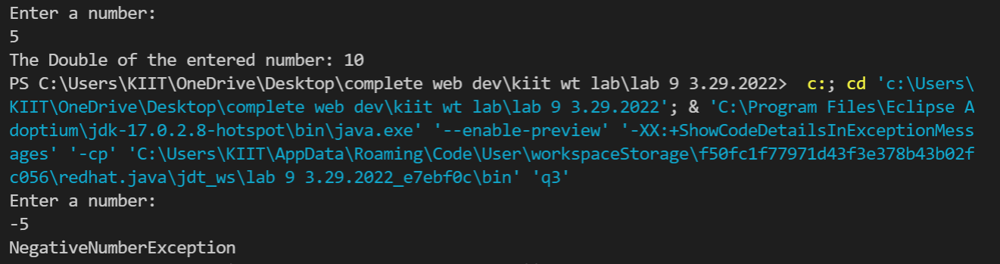 Enter a number:
5
The Double of the entered number: 10
PS C:\Users\KIIT\OneDrive\Desktop\complete web dev\kiit wt lab\lab 9 3.29.2022>  c:; cd 'c:\Users\
KIIT\OneDrive\Desktop\complete web dev\kiit wt lab\lab 9 3.29.2022'; & 'C:\Program Files\Eclipse A
doptium\jdk-17.0.2.8-hotspot\bin\java.exe' '--enable-preview' '-XX:+ShowCodeDetailsInExceptionMess
ages' '-cp' 'C:\Users\KIIT\AppData\Roaming\Code\User\workspaceStorage\f50fc1f77971d43f3e378b43b02f
c056\redhat.java\jdt_ws\lab 9 3.29.2022_e7ebf0c\bin' 'q3'
Enter a number:
-5
NegativeNumberException